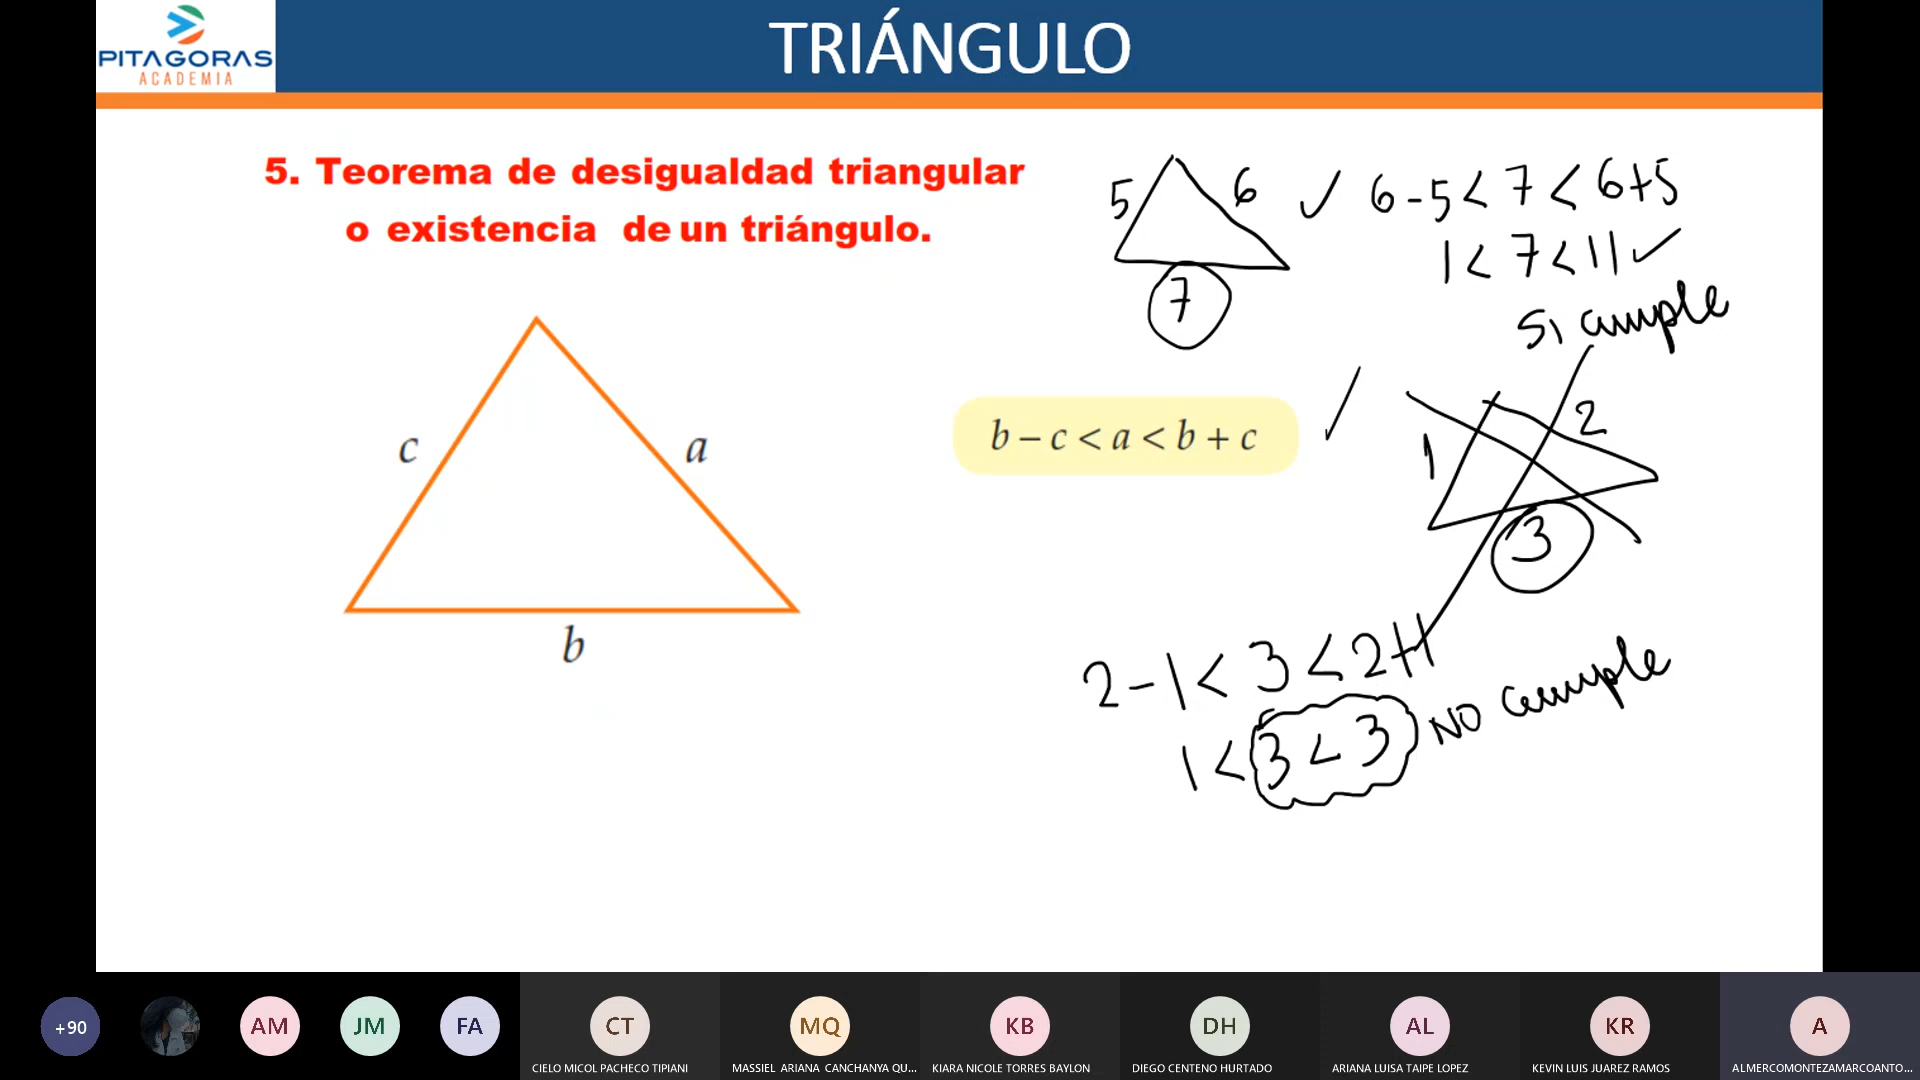 PITAGORAS
ACADEMIA
TRIÁNGULO
5. Teorema de desigualdad triangular
o existencia de un triángulo.
c
a
b
b – c < a < b + c
5
6
7
6-5 < 7 < 6+5
1 < 7 < 11
Si cumple
1
2
3
2-1 < 3 < 2+1
1 < 3 < 3
NO cumple
+90
AM
JM
FA
CT
CIELO MICOL PACHECO TIPIANI
MQ
MASSIEL ARIANA CANCHANYA QU...
KB
KIARA NICOLE TORRES BAYLON
DH
DIEGO CENTENO HURTADO
AL
ARIANA LUISA TAIPE LOPEZ
KR
KEVIN LUIS JUAREZ RAMOS
A
ALMERCOMONTEZAMARCOANTO...